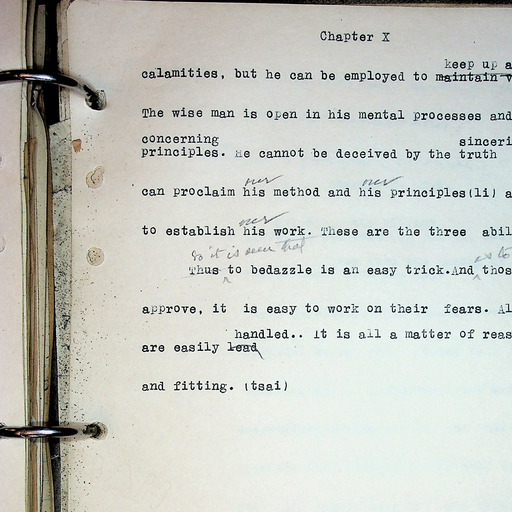 Chapter X
keep up a
calamities, but he can be employed to maintain
The wise man is open in his mental processes and
concerning sinceri
principles. He cannot be deceived by the truth
our our
can proclaim his method and his principles(li) a
our
to establish his work. These are the three abil
So it is seen that as to
Thus to bedazzle is an easy trick.And thos
approve, it is easy to work on their fears. Al
handled.. It is all a matter of reas
are easily lead
and fitting. (tsai)